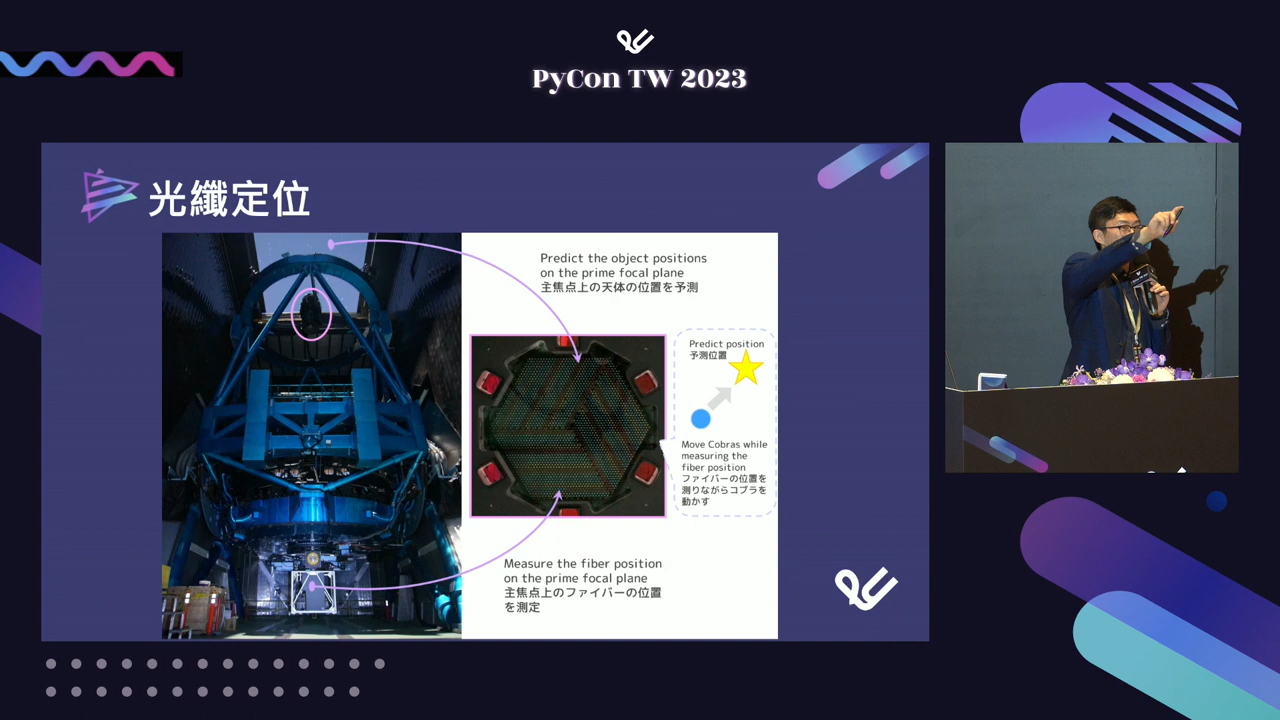 PyCon TW 2023
光纖定位
Predict the object positions
on the prime focal plane
主焦点上の天体の位置を予測
Predict position
予測位置
Move Cobras while
measuring the
fiber position
ファイバーの位置を
測りながらコブラを
動かす
Measure the fiber position
on the prime focal plane
主焦点上のファイバーの位置
を測定